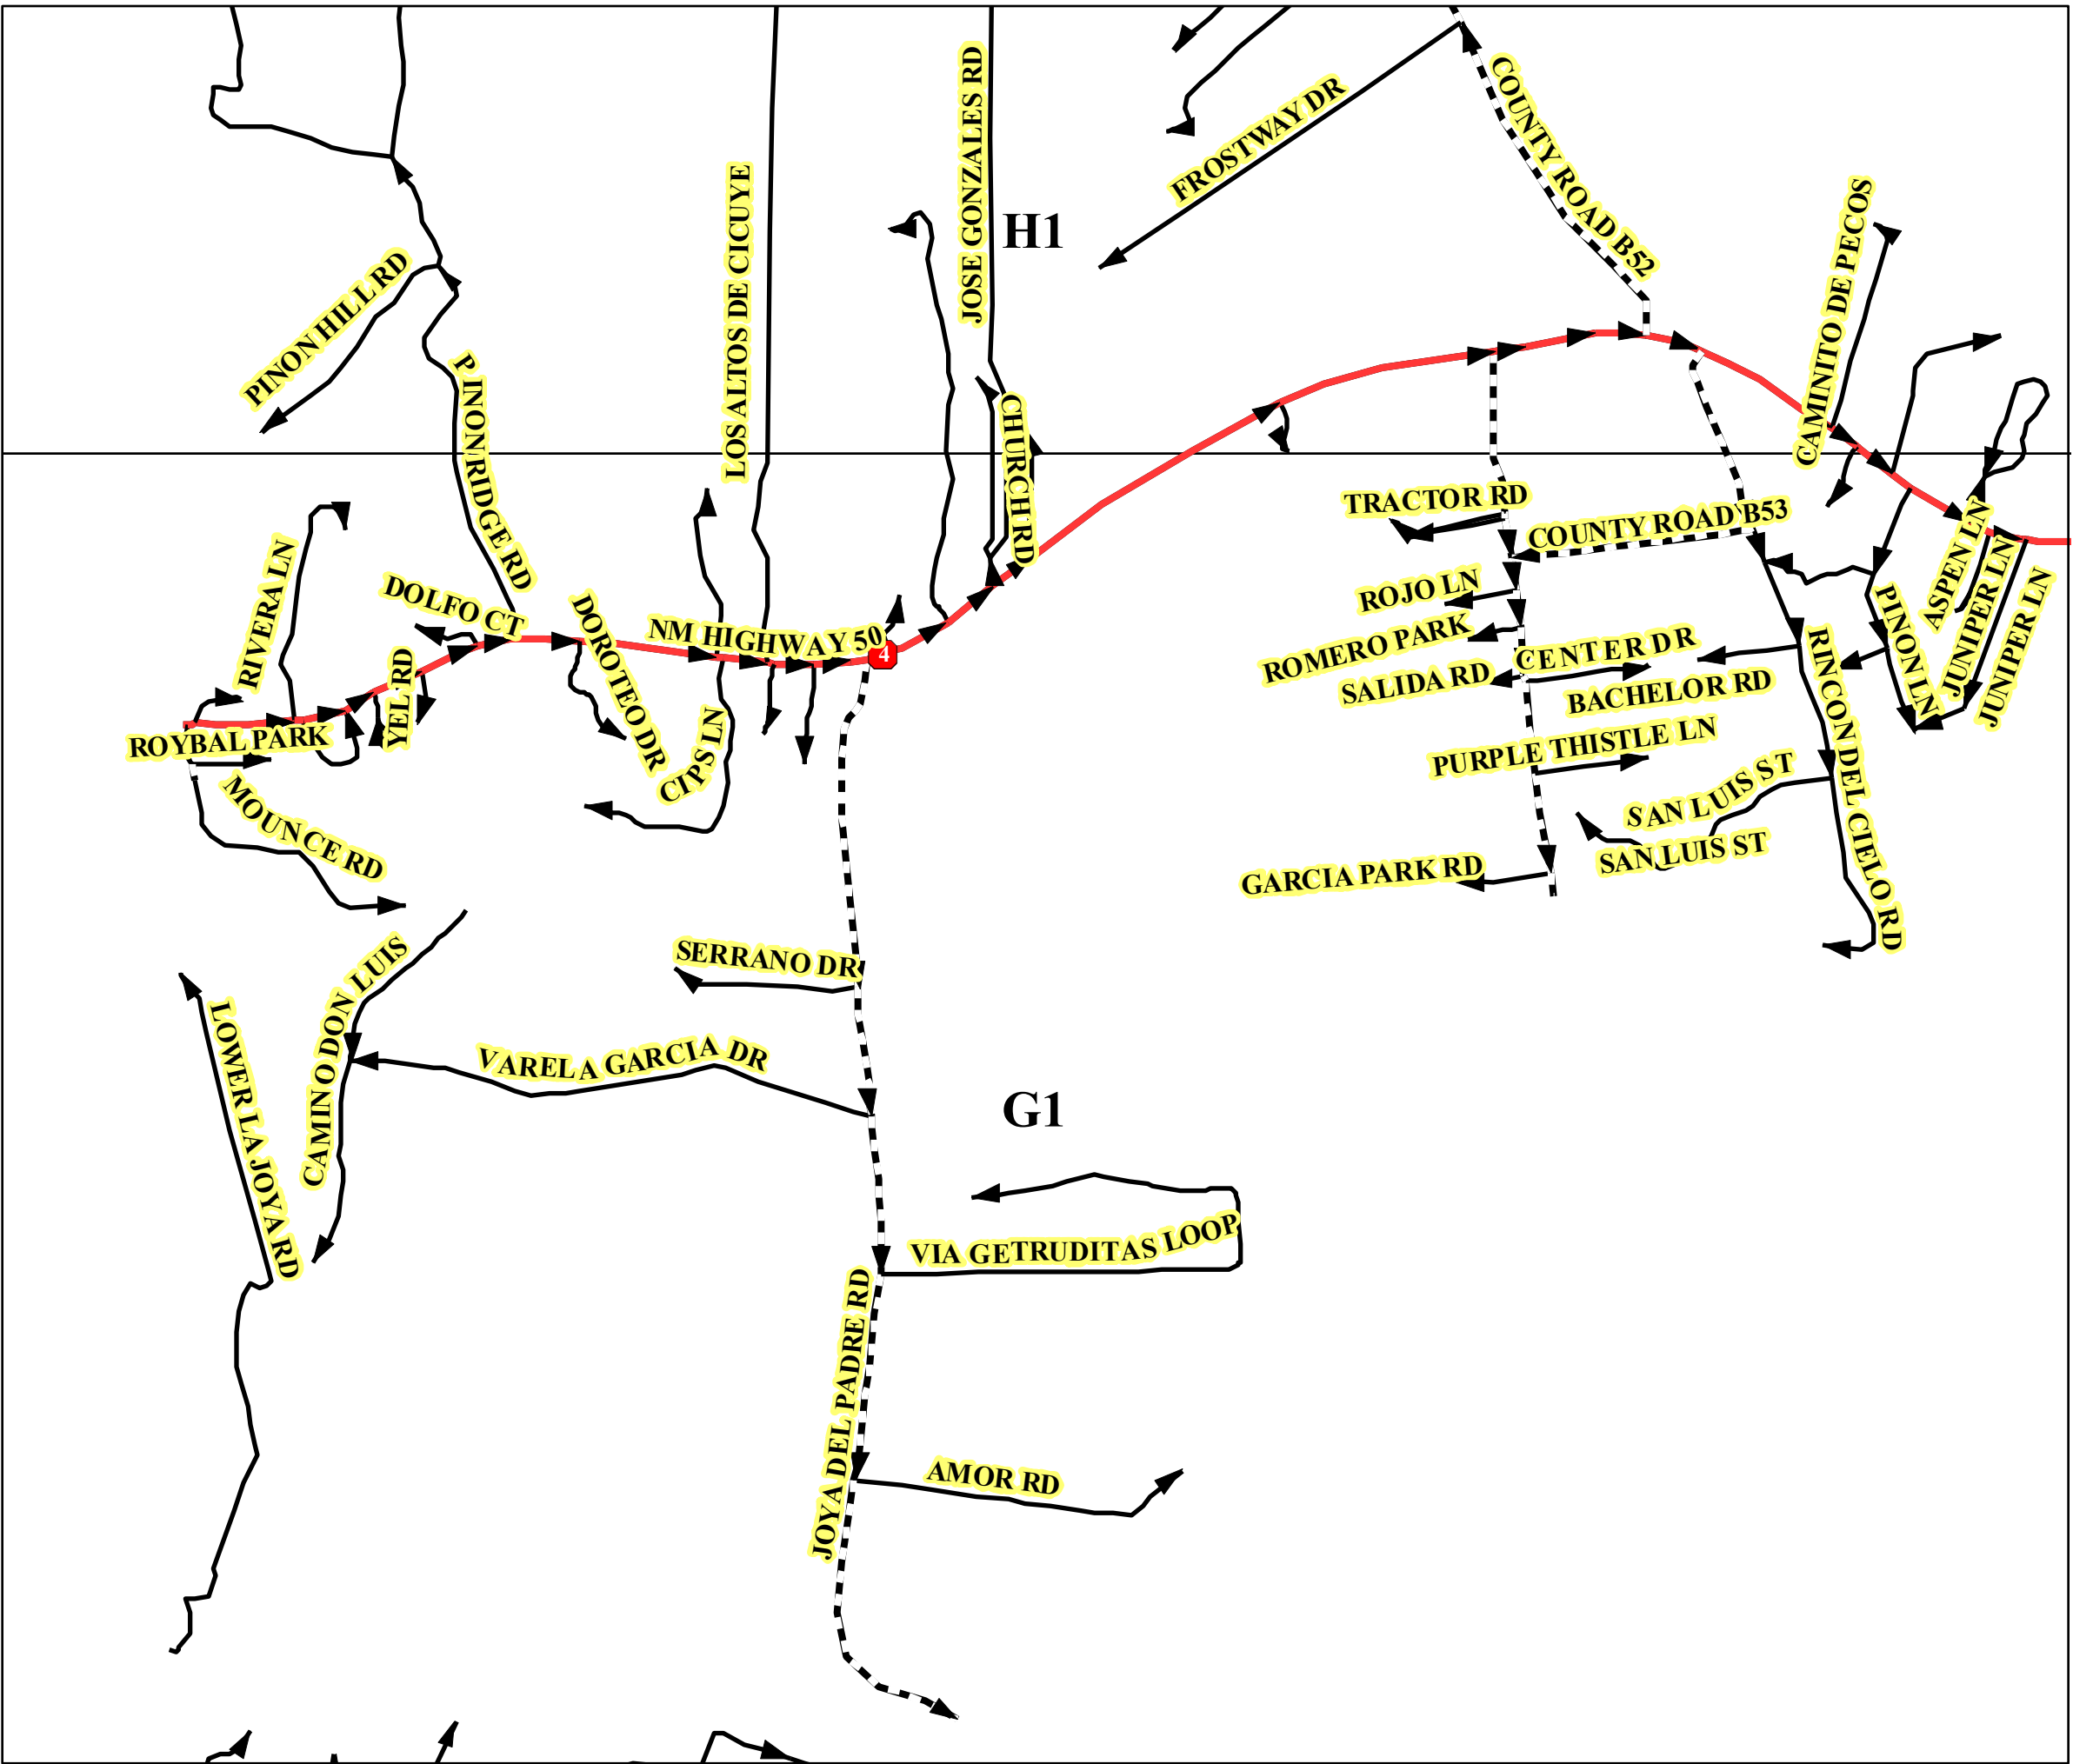 COUNTY ROAD B52
JOSE GONZALES RD
FROSTWAY DR
H1
LOS ALTOS DE CICUYE
CAMINITO DE PECOS
PINON HILL RD
P INON RIDGE RD
CHURCH RD
TRACTOR RD
COUNTY ROAD B53
RIVERA LN
DOLFO CT
DOROTEO DR
NM HIGHWAY 50
4
ROJO LN
ROMERO PARK
CENTER DR
SALIDA RD
BACHELOR RD
ASPEN LN
JUNIPER LN
JUNIPER LN
PINON LN
RINCON DEL CIELO RD
YEL RD
ROYBAL PARK
CIPS LN
PURPLE THISTLE LN
MOUNCE RD
SAN LUIS ST
SAN LUIS ST
GARCIA PARK RD
SERRANO DR
CAMINO DON LUIS
LOWER LA JOYA RD
VARELA GARCIA DR
G1
VIA GETRUDITAS LOOP
JOYA DEL PADRE RD
AMOR RD